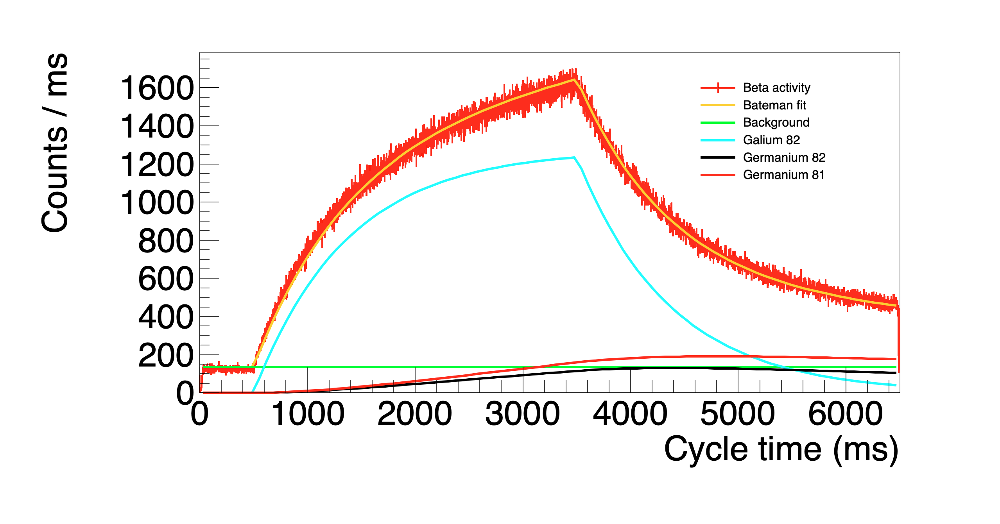 Counts / ms
1600
1400
1200
1000
800
600
400
200
0
Beta activity
Bateman fit
Background
Galium 82
Germanium 82
Germanium 81
0 1000 2000 3000 4000 5000 6000
Cycle time (ms)